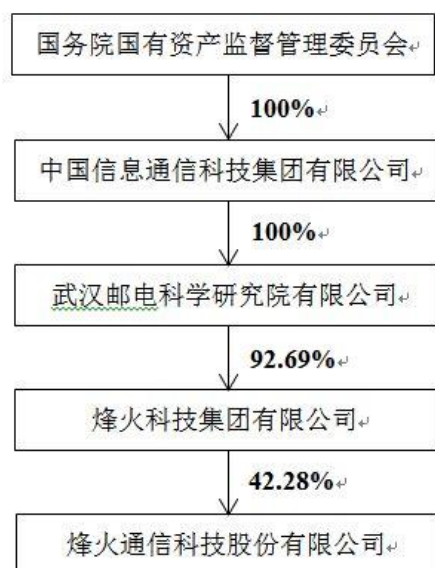 国务院国有资产监督管理委员会
100%
中国信息通信科技集团有限公司
100%
武汉邮电科学研究院有限公司
92.69%
烽火科技集团有限公司
42.28%
烽火通信科技股份有限公司